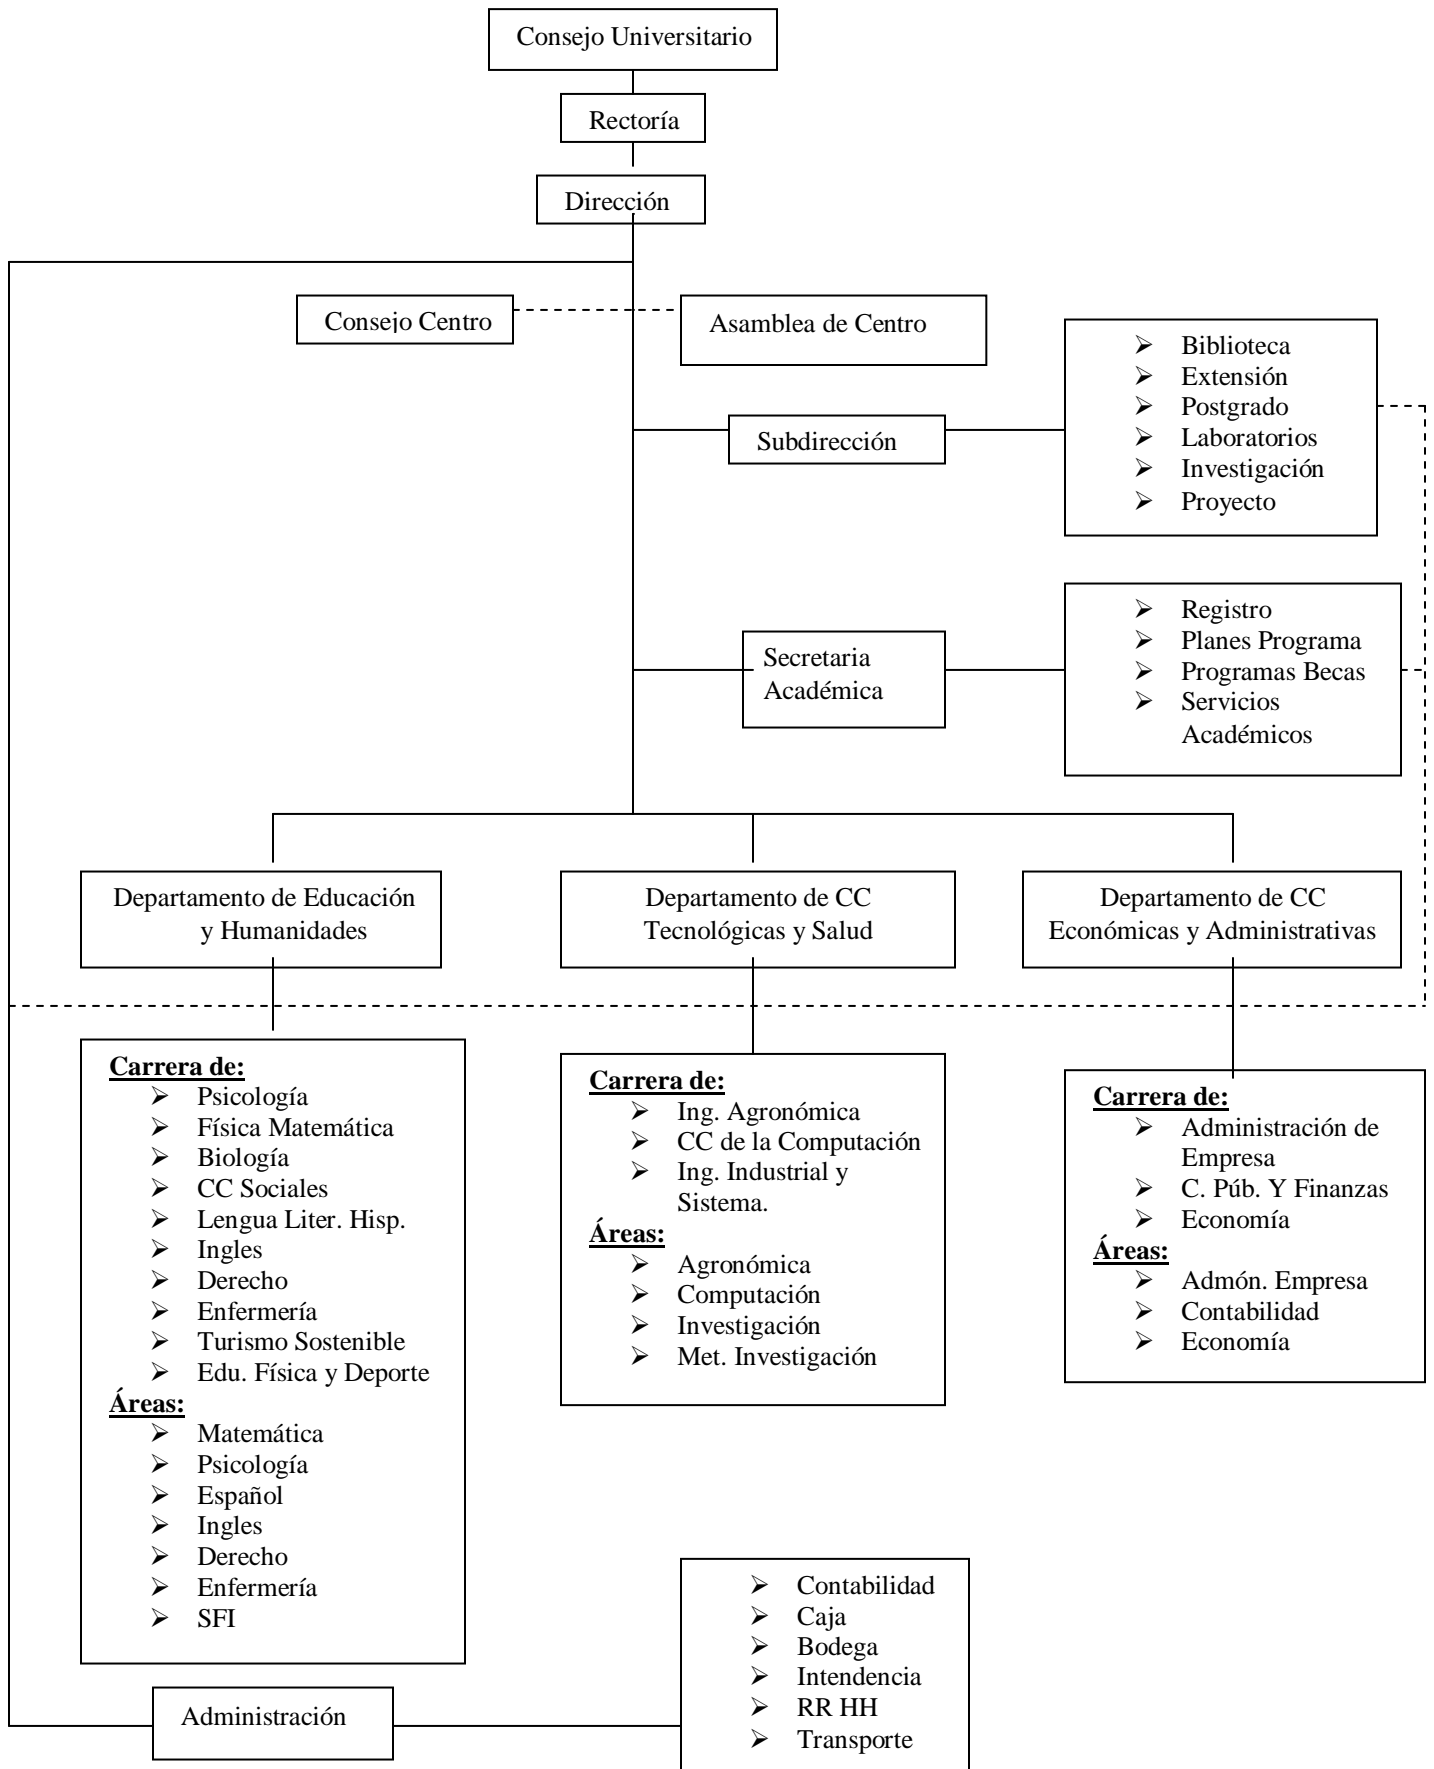 Consejo Universitario
Rectoría
Dirección
Consejo Centro
Asamblea de Centro
➢ Biblioteca
➢ Extensión
➢ Postgrado
➢ Laboratorios
➢ Investigación
➢ Proyecto
Subdirección
➢ Registro
➢ Planes Programa
➢ Programas Becas
➢ Servicios
Académicos
Secretaria
Académica
Departamento de Educación
y Humanidades
Departamento de CC
Tecnológicas y Salud
Departamento de CC
Económicas y Administrativas
Carrera de:
➢ Psicología
➢ Física Matemática
➢ Biología
➢ CC Sociales
➢ Lengua Liter. Hisp.
➢ Ingles
➢ Derecho
➢ Enfermería
➢ Turismo Sostenible
➢ Edu. Física y Deporte
Áreas:
➢ Matemática
➢ Psicología
➢ Español
➢ Ingles
➢ Derecho
➢ Enfermería
➢ SFI
Carrera de:
➢ Ing. Agronómica
➢ CC de la Computación
➢ Ing. Industrial y
Sistema.
Áreas:
➢ Agronómica
➢ Computación
➢ Investigación
➢ Met. Investigación
Carrera de:
➢ Administración de
Empresa
➢ C. Púb. Y Finanzas
➢ Economía
Áreas:
➢ Admón. Empresa
➢ Contabilidad
➢ Economía
Administración
➢ Contabilidad
➢ Caja
➢ Bodega
➢ Intendencia
➢ RR HH
➢ Transporte